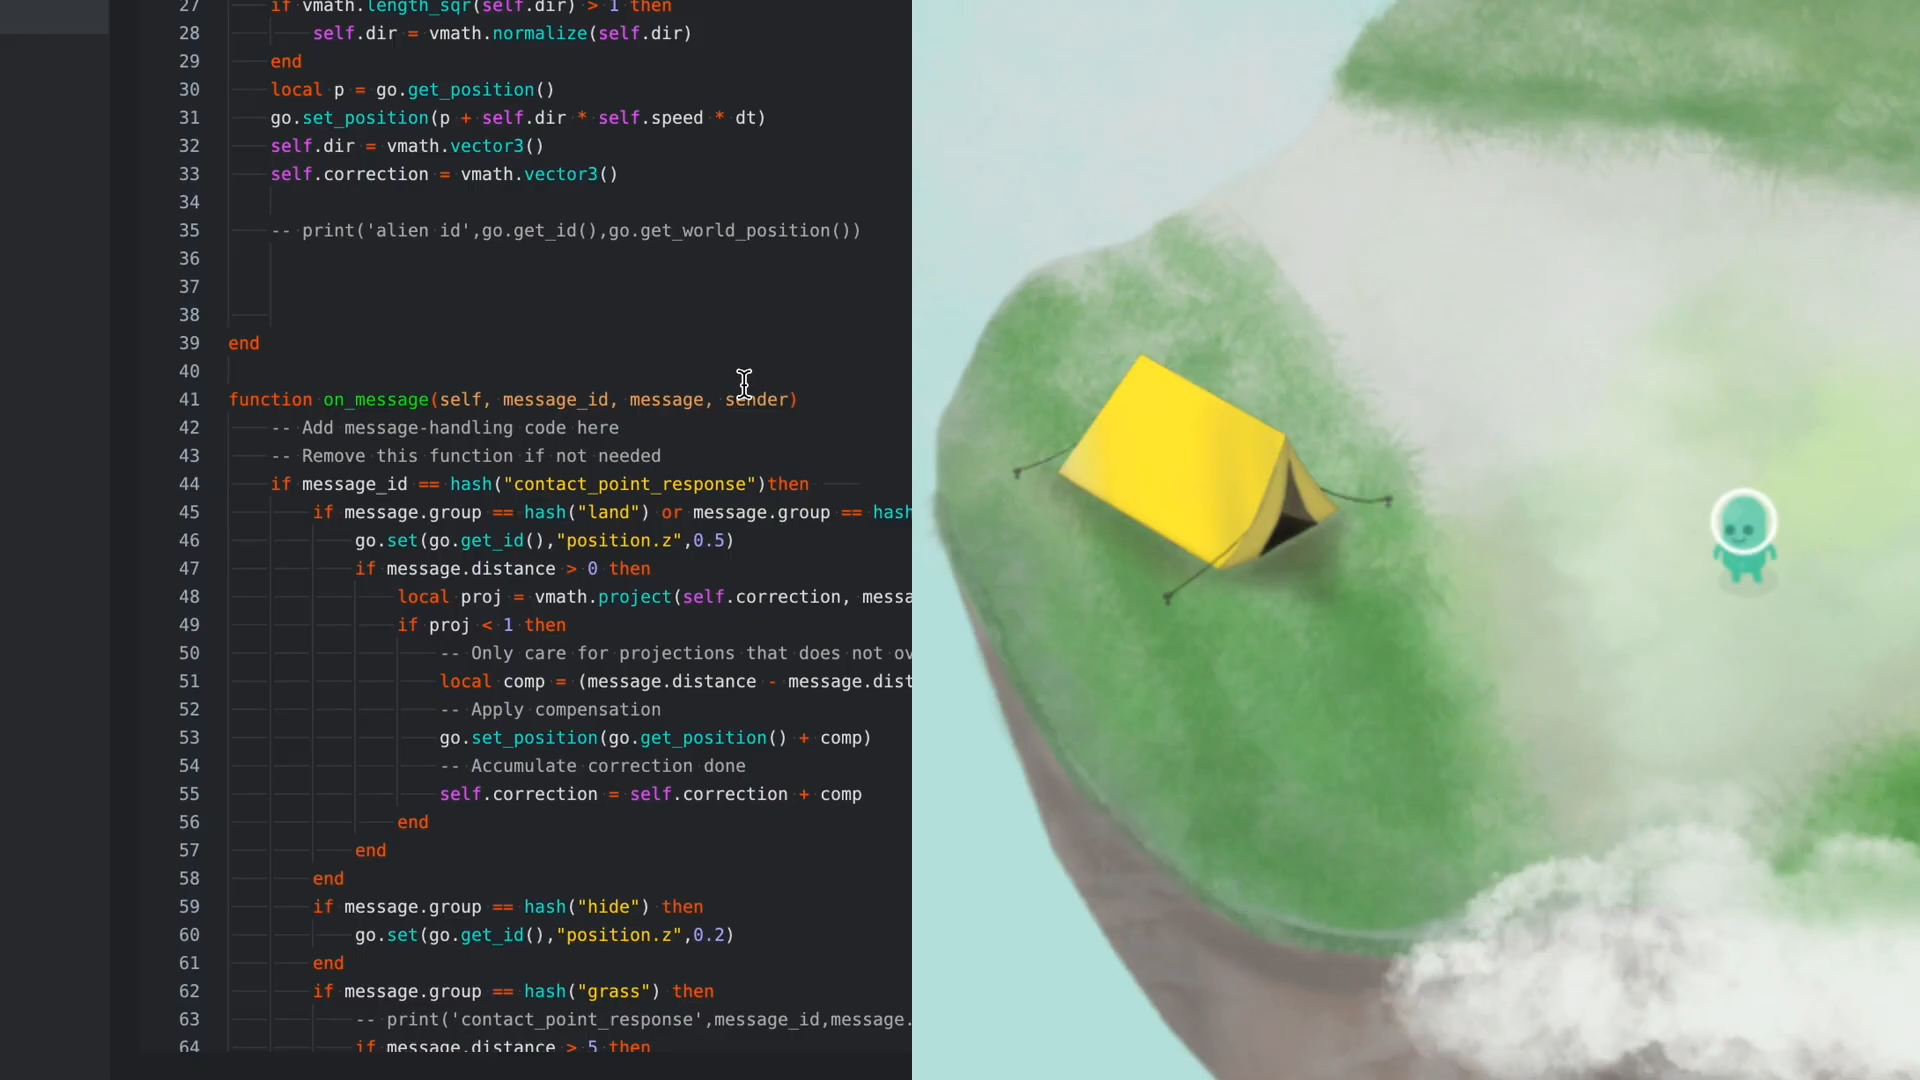 27 if vmath.length_sqr(self.dir) > 1 then
28 self.dir = vmath.normalize(self.dir)
29 end
30 local p = go.get_position()
31 go.set_position(p + self.dir * self.speed * dt)
32 self.dir = vmath.vector3()
33 self.correction = vmath.vector3()
34
35 -- print('alien id',go.get_id(),go.get_world_position())
36
37
38
39 end
40
41 function on_message(self, message_id, message, sender)
42 -- Add message-handling code here
43 -- Remove this function if not needed
44 if message_id == hash("contact_point_response")then
45 if message.group == hash("land") or message.group == hash
46 go.set(go.get_id(),"position.z",0.5)
47 if message.distance > 0 then
48 local proj = vmath.project(self.correction, messa
49 if proj < 1 then
50 -- Only care for projections that does not ov
51 local comp = (message.distance - message.dist
52 -- Apply compensation
53 go.set_position(go.get_position() + comp)
54 -- Accumulate correction done
55 self.correction = self.correction + comp
56 end
57 end
58 end
59 if message.group == hash("hide") then
60 go.set(go.get_id(),"position.z",0.2)
61 end
62 if message.group == hash("grass") then
63 -- print('contact_point_response',message_id,message.
64 if message.distance > 5 then